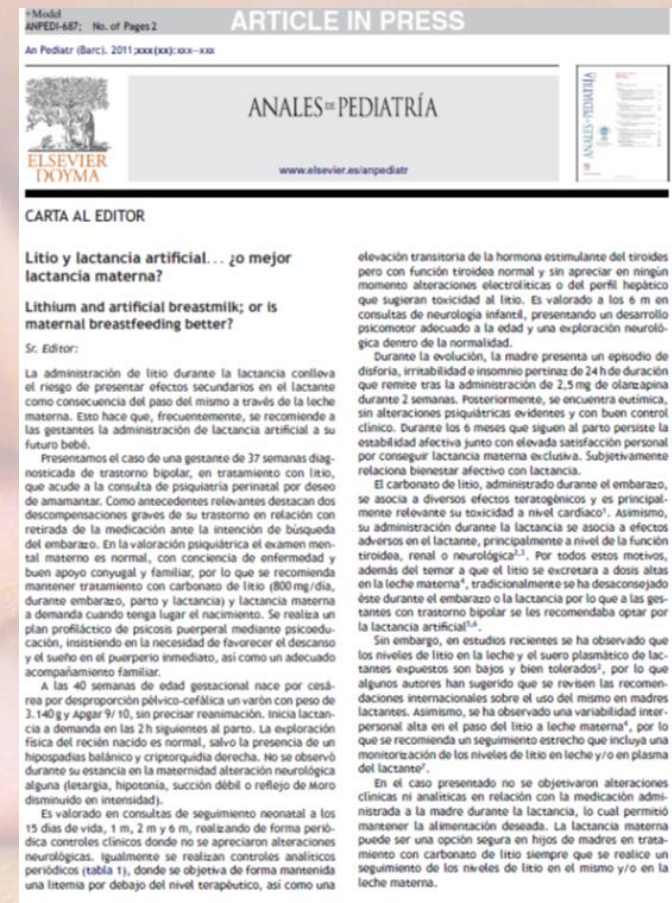 +Model
ANPEDI-687; No. of Pages 2
ARTICLE IN PRESS
An Pediatr (Barc). 2011;xxx(xx):xxx—xxx
ELSEVIER
DOYMA
ANALES DE PEDIATRÍA
www.elsevier.es/anpediatr
ANALES DE PEDIATRÍA
CARTA AL EDITOR
Litio y lactancia artificial... ¿o mejor
lactancia materna?
Lithium and artificial breastmilk; or is
maternal breastfeeding better?
Sr. Editor:
La administración de litio durante la lactancia conlleva
el riesgo de presentar efectos secundarios en el lactante
como consecuencia del paso del mismo a través de la leche
materna. Esto hace que, frecuentemente, se recomiende a
las gestantes la administración de lactancia artificial a su
futuro bebé.
Presentamos el caso de una gestante de 37 semanas diag-
nosticada de trastorno bipolar, en tratamiento con litio,
que acude a la consulta de psiquiatría perinatal por deseo
de amamantar. Como antecedentes relevantes destacan dos
descompensaciones graves de su trastorno en relación con
retirada de la medicación ante la intención de búsqueda
del embarazo. En la valoración psiquiátrica el examen men-
tal materno es normal, con conciencia de enfermedad y
buen apoyo conyugal y familiar, por lo que se recomienda
mantener tratamiento con carbonato de litio (800 mg/día,
durante embarazo, parto y lactancia) y lactancia materna
a demanda cuando tenga lugar el nacimiento. Se realiza un
plan profiláctico de psicosis puerperal mediante psicoedu-
cación, insistiendo en la necesidad de favorecer el descanso
y el sueño en el puerperio inmediato, así como un adecuado
acompañamiento familiar.
A las 40 semanas de edad gestacional nace por cesá-
rea por desproporción pélvico-cefálica un varón con peso de
3.140 g y Apgar 9/10, sin precisar reanimación. Inicia lactan-
cia a demanda en las 2 h siguientes al parto. La exploración
física del recién nacido es normal, salvo la presencia de un
hipospadias balánico y criptorquidia derecha. No se observó
durante su estancia en la maternidad alteración neurológica
alguna (letargia, hipotonía, succión débil o reflejo de Moro
disminuido en intensidad).
Es valorado en consultas de seguimiento neonatal a los
15 días de vida, 1 m, 2 m y 6 m, realizando de forma perió-
dica controles clínicos donde no se apreciaron alteraciones
neurológicas. Igualmente se realizan controles analíticos
periódicos (tabla 1), donde se objetiva de forma mantenida
una litemia por debajo del nivel terapéutico, así como una
elevación transitoria de la hormona estimulante del tiroides
pero con función tiroidea normal y sin apreciar en ningún
momento alteraciones electrolíticas o del perfil hepático
que sugieran toxicidad al litio. Es valorado a los 6 m en
consultas de neurología infantil, presentando un desarrollo
psicomotor adecuado a la edad y una exploración neuroló-
gica dentro de la normalidad.
Durante la evolución, la madre presenta un episodio de
disforia, irritabilidad e insomnio pertinaz de 24 h de duración
que remite tras la administración de 2,5 mg de olanzapina
durante 2 semanas. Posteriormente, se encuentra eutímica,
sin alteraciones psiquiátricas evidentes y con buen control
clínico. Durante los 6 meses que siguen al parto persiste la
estabilidad afectiva junto con elevada satisfacción personal
por conseguir lactancia materna exclusiva. Subjetivamente
relaciona bienestar afectivo con lactancia.
El carbonato de litio, administrado durante el embarazo,
se asocia a diversos efectos teratogénicos y es principal-
mente relevante su toxicidad a nivel cardíaco¹. Asimismo,
su administración durante la lactancia se asocia a efectos
adversos en el lactante, principalmente a nivel de la función
tiroidea, renal o neurológica²,³. Por todos estos motivos,
además del temor a que el litio se excretara a dosis altas
en la leche materna⁴, tradicionalmente se ha desaconsejado
éste durante el embarazo o la lactancia por lo que a las ges-
tantes con trastorno bipolar se les recomendaba optar por
la lactancia artificial⁵,⁶.
Sin embargo, en estudios recientes se ha observado que
los niveles de litio en la leche y el suero plasmático de lac-
tantes expuestos son bajos y bien tolerados², por lo que
algunos autores han sugerido que se revisen las recomen-
daciones internacionales sobre el uso del mismo en madres
lactantes. Asimismo, se ha observado una variabilidad inter-
personal alta en el paso del litio a leche materna⁴, por lo
que se recomienda un seguimiento estrecho que incluya una
monitorización de los niveles de litio en leche y/o en plasma
del lactante⁷.
En el caso presentado no se objetivaron alteraciones
clínicas ni analíticas en relación con la medicación admi-
nistrada a la madre durante la lactancia, lo cual permitió
mantener la alimentación deseada. La lactancia materna
puede ser una opción segura en hijos de madres en trata-
miento con carbonato de litio siempre que se realice un
seguimiento de los niveles de litio en el mismo y/o en la
leche materna.